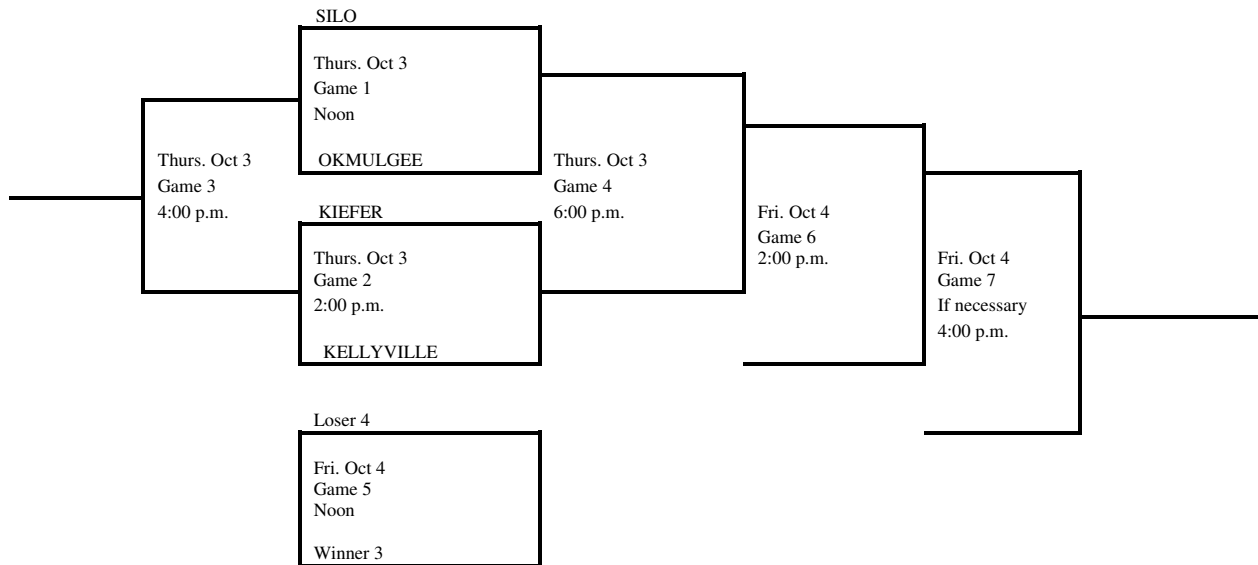 SILO
Thurs. Oct 3
Game 1
Noon
OKMULGEE
Thurs. Oct 3
Game 3
4:00 p.m.
Thurs. Oct 3
Game 4
6:00 p.m.
KIEFER
Thurs. Oct 3
Game 2
2:00 p.m.
KELLYVILLE
Fri. Oct 4
Game 6
2:00 p.m.
Fri. Oct 4
Game 7
If necessary
4:00 p.m.
Loser 4
Fri. Oct 4
Game 5
Noon
Winner 3